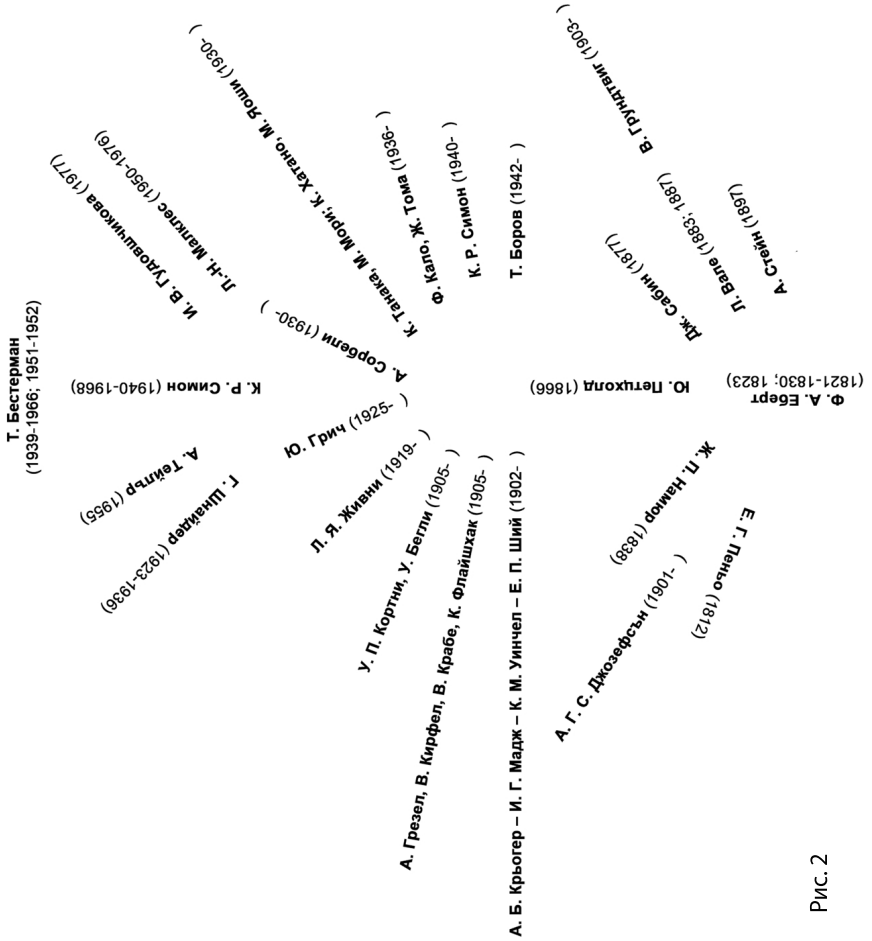 Т. Бестерман
(1939-1966; 1951-1952)
К. Р. Симон (1940-1968)
И. В. Гудовшчикова (1977)
Л.-Н. Малклес (1950-1976)
А. Тейлър (1955)
Г. Шнайдер (1923-1936)
А. Сорбели (1930- )
К. Танака, М. Мори; К. Хатано, М. Яоши (1930- )
Ф. Кало, Ж. Тома (1936- )
К. Р. Симон (1940- )
Т. Боров (1942- )
Ю. Грич (1925- )
Л. Я. Живни (1919- )
У. П. Кортни, У. Бегли (1905- )
А. Грезел, В. Кирфел, В. Крабе, К. Флайшхак (1905- )
А. Б. Крьогер – И. Г. Мадж – К. М. Уинчел – Е. П. Ший (1902- )
А. Г. С. Джозефсън (1901- )
В. Грундтвиг (1903- )
Дж. Сабин (1877)
Л. Вале (1883; 1887)
А. Стейн (1897)
Ю. Петцхолд (1866)
Ф. А. Еберт
(1821-1830; 1823)
Ж. П. Намюр (1838)
Е. Г. Пеньо (1812)
Рис. 2